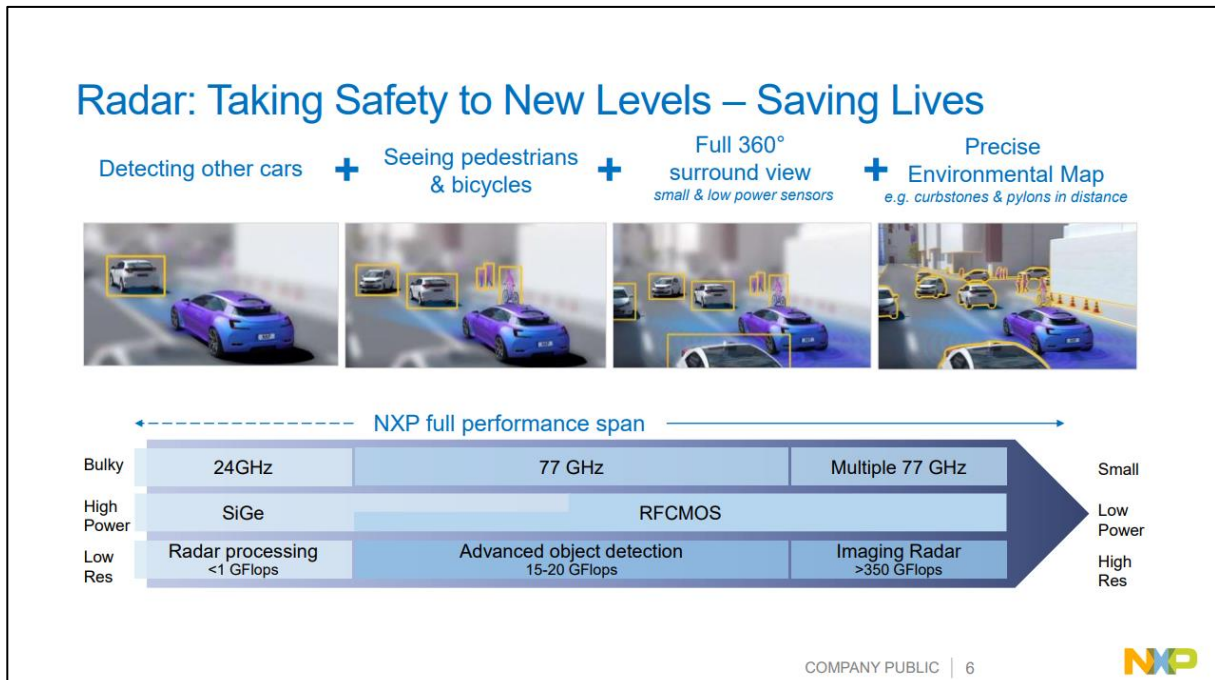 Radar: Taking Safety to New Levels – Saving Lives
Detecting other cars
+
Seeing pedestrians
& bicycles
+
Full 360°
surround view
small & low power sensors
+
Precise
Environmental Map
e.g. curbstones & pylons in distance
NXP full performance span
Bulky
24GHz
77 GHz
Multiple 77 GHz
Small
High
Power
SiGe
RFCMOS
Low
Power
Low
Res
Radar processing
<1 GFlops
Advanced object detection
15-20 GFlops
Imaging Radar
>350 GFlops
High
Res
COMPANY PUBLIC | 6
NXP